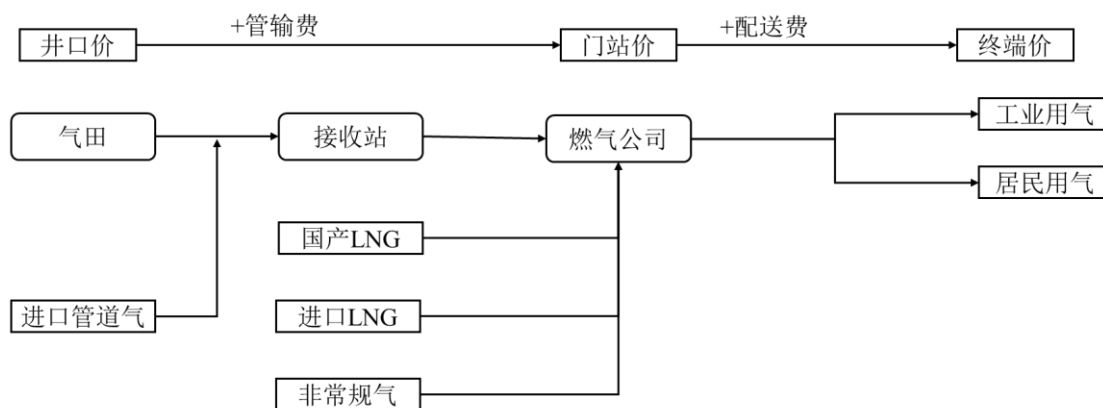 井口价
+管输费
门站价
+配送费
终端价
气田
接收站
燃气公司
工业用气
居民用气
国产LNG
进口管道气
进口LNG
非常规气